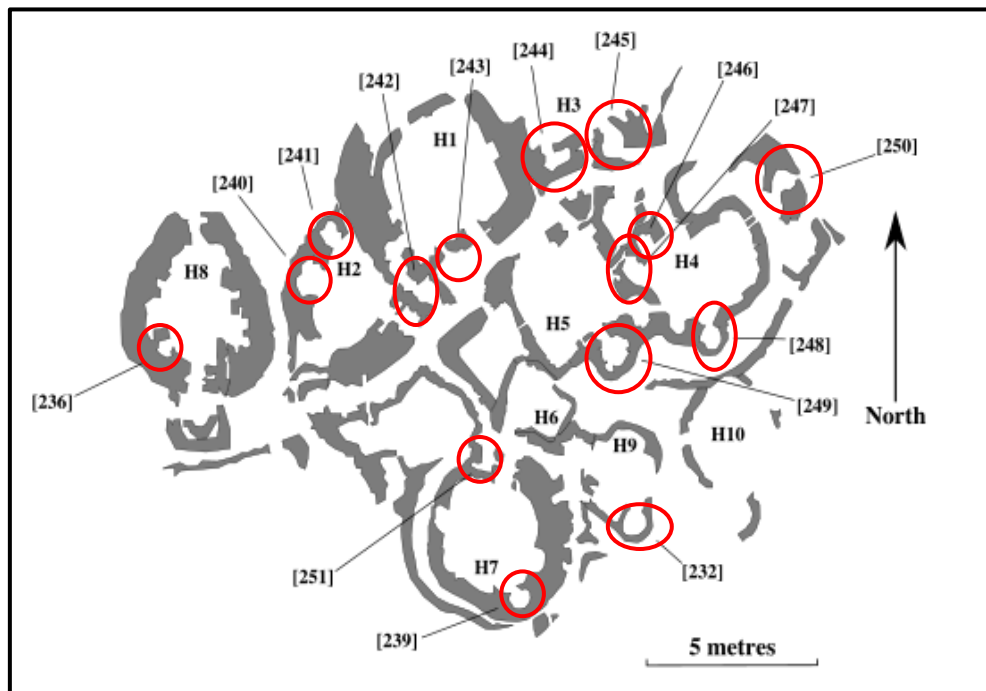 [245]
[244]
[243]
[246]
[242]
[247]
H3
H1
[250]
[241]
[240]
H4
H2
H8
H5
[248]
[236]
[249]
North
H6
H9
H10
[251]
H7
[232]
[239]
5 metres